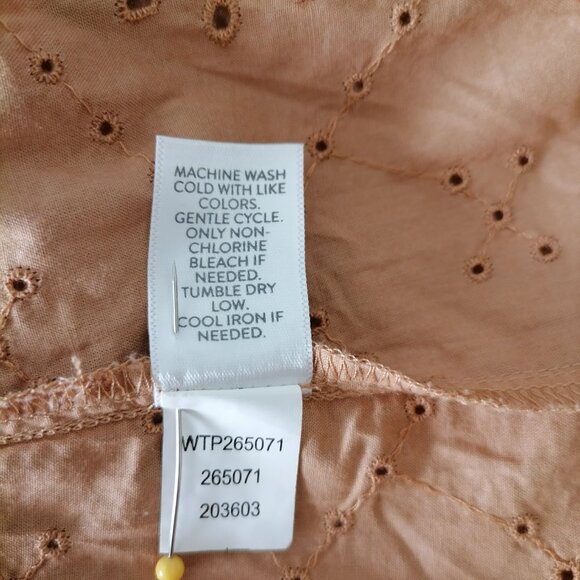 MACHINE WASH
COLD WITH LIKE
COLORS.
GENTLE CYCLE.
ONLY NON-
CHLORINE
BLEACH IF
NEEDED.
TUMBLE DRY
LOW.
COOL IRON IF
NEEDED.
WTP265071
265071
203603